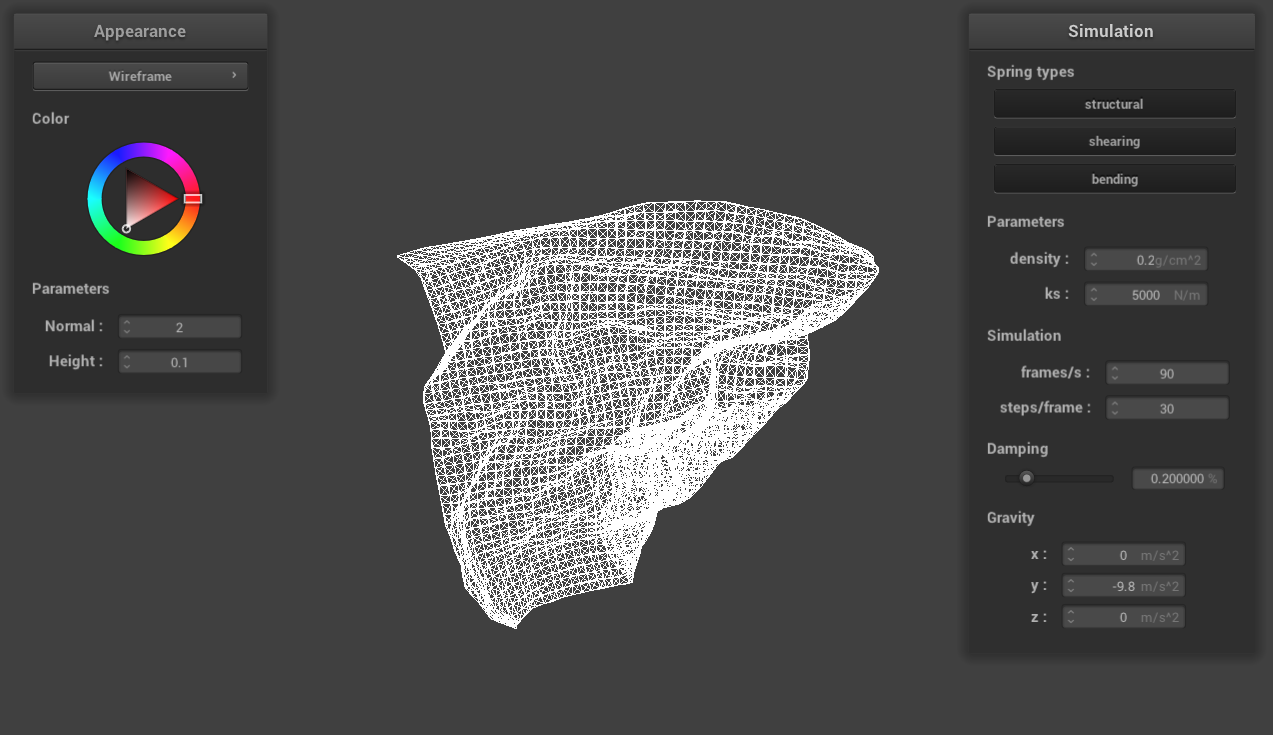 Appearance
Wireframe
Color
Parameters
Normal : 2
Height : 0.1
Simulation
Spring types
structural
shearing
bending
Parameters
density : 0.2g/cm^2
ks : 5000 N/m
Simulation
frames/s : 90
steps/frame : 30
Damping
0.200000 %
Gravity
x : 0 m/s^2
y : -9.8 m/s^2
z : 0 m/s^2